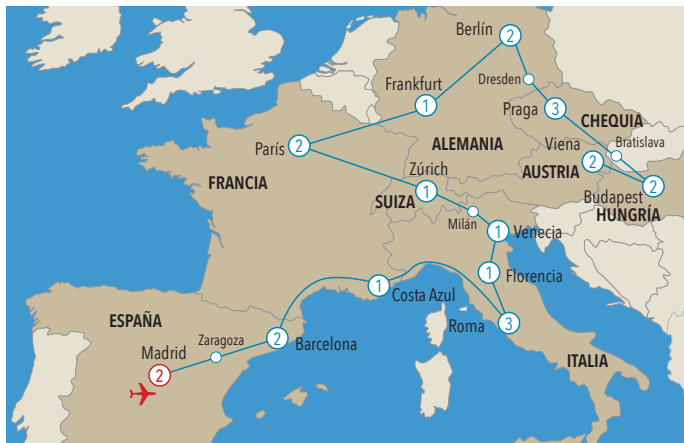 Berlín
2
Dresden
Frankfurt
1
Praga
3
CHEQUIA
París
2
ALEMANIA
Viena
2
Bratislava
FRANCIA
Zúrich
1
AUSTRIA
SUIZA
Budapest
2
HUNGRÍA
Milán
1
Venecia
1
Florencia
1
Costa Azul
ESPAÑA
Roma
3
Zaragoza
2
Barcelona
Madrid
2
ITALIA